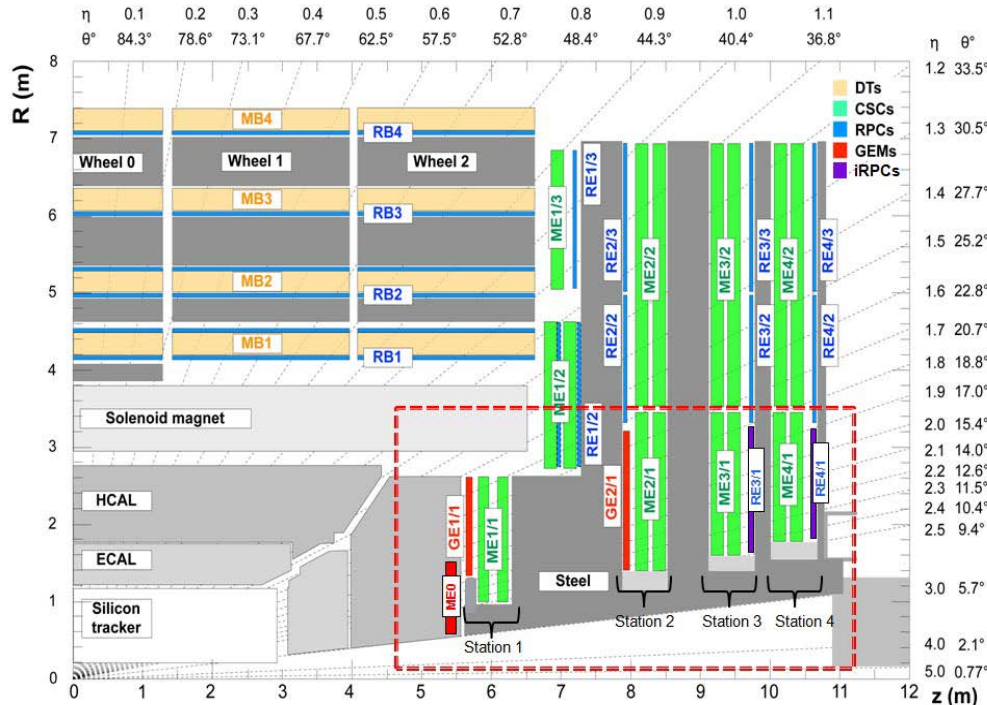 η 0.1 0.2 0.3 0.4 0.5 0.6 0.7 0.8 0.9 1.0 1.1
θ° 84.3° 78.6° 73.1° 67.7° 62.5° 57.5° 52.8° 48.4° 44.3° 40.4° 36.8° η θ°
R (m)
8
7
6
5
4
3
2
1
0
1.2 33.5°
1.3 30.5°
1.4 27.7°
1.5 25.2°
1.6 22.8°
1.7 20.7°
1.8 18.8°
1.9 17.0°
2.0 15.4°
2.1 14.0°
2.2 12.6°
2.3 11.5°
2.4 10.4°
2.5 9.4°
3.0 5.7°
4.0 2.1°
5.0 0.77°
DTs
CSCs
RPCs
GEMs
iRPCs
MB4
RB4
Wheel 0
Wheel 1
Wheel 2
MB3
RB3
MB2
RB2
MB1
RB1
Solenoid magnet
HCAL
ECAL
Silicon
tracker
Steel
ME1/3
RE1/3
ME1/2
RE1/2
RE2/3
RE2/2
ME2/2
ME3/2
RE3/3
RE3/2
ME4/2
RE4/3
RE4/2
GE1/1
ME1/1
ME0
GE2/1
ME2/1
ME3/1
RE3/1
ME4/1
RE4/1
Station 1
Station 2
Station 3
Station 4
0 1 2 3 4 5 6 7 8 9 10 11 12
z (m)